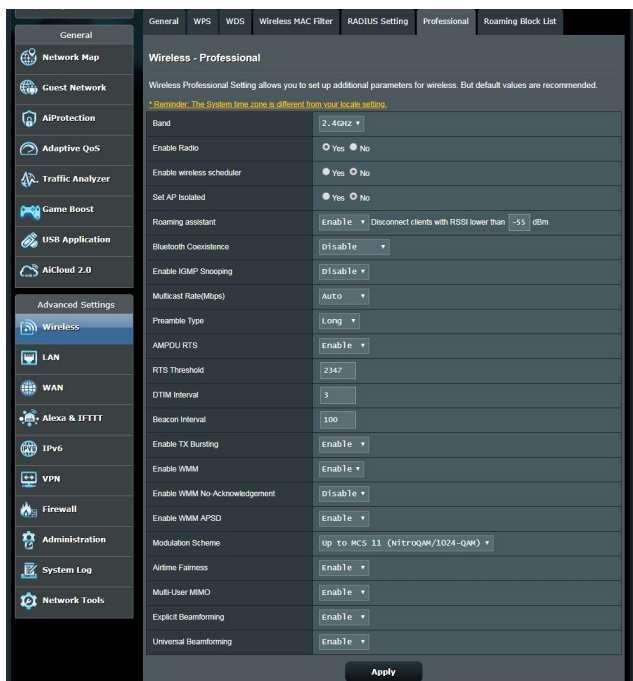 General WPS WDS Wireless MAC Filter RADIUS Setting Professional Roaming Block List
General
Network Map
Guest Network
AiProtection
Adaptive QoS
Traffic Analyzer
Game Boost
USB Application
AiCloud 2.0
Advanced Settings
Wireless
LAN
WAN
Alexa & IFTTT
IPv6
VPN
Firewall
Administration
System Log
Network Tools
Wireless - Professional
Wireless Professional Setting allows you to set up additional parameters for wireless. But default values are recommended.
* Reminder: The System time zone is different from your locale setting.
Band 2.4GHz
Enable Radio Yes No
Enable wireless scheduler Yes No
Set AP Isolated Yes No
Roaming assistant Enable Disconnect clients with RSSI lower than -55 dBm
Bluetooth Coexistence Disable
Enable IGMP Snooping Disable
Multicast Rate(Mbps) Auto
Preamble Type Long
AMPDU RTS Enable
RTS Threshold 2347
DTIM Interval 3
Beacon Interval 100
Enable TX Bursting Enable
Enable WMM Enable
Enable WMM No-Acknowledgement Disable
Enable WMM APSD Enable
Modulation Scheme Up to MCS 11 (NitroQAM/1024-QAM)
Airtime Fairness Enable
Multi-User MIMO Enable
Explicit Beamforming Enable
Universal Beamforming Enable
Apply